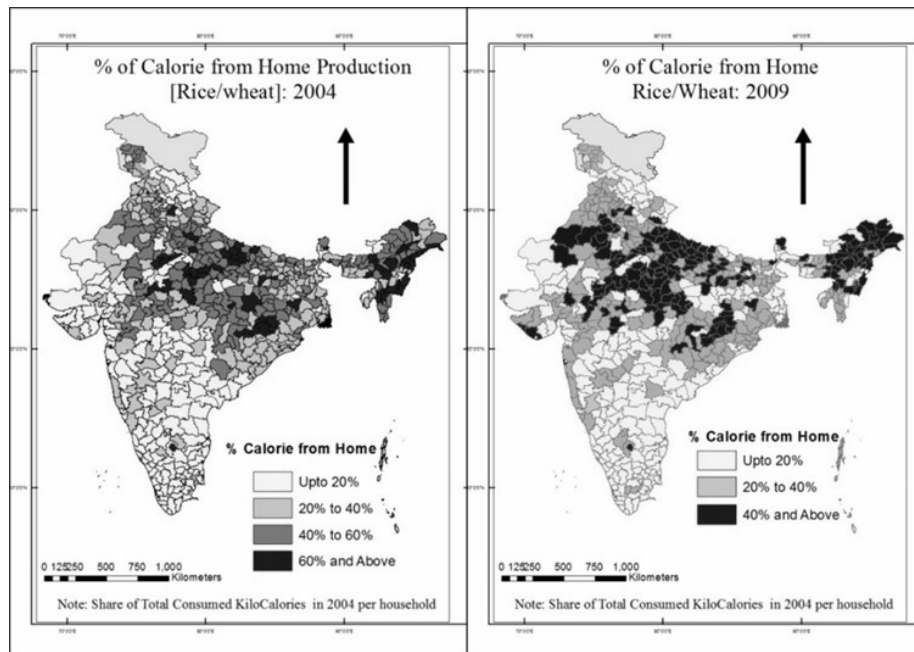 % of Calorie from Home Production
[Rice/wheat]: 2004
% Calorie from Home
Upto 20%
20% to 40%
40% to 60%
60% and Above
0 125 250 500 750 1,000
Kilometers
Note: Share of Total Consumed KiloCalories in 2004 per household
% of Calorie from Home
Rice/Wheat: 2009
% Calorie from Home
Upto 20%
20% to 40%
40% and Above
0 125 250 500 750 1,000
Kilometers
Note: Share of Total Consumed KiloCalories in 2004 per household